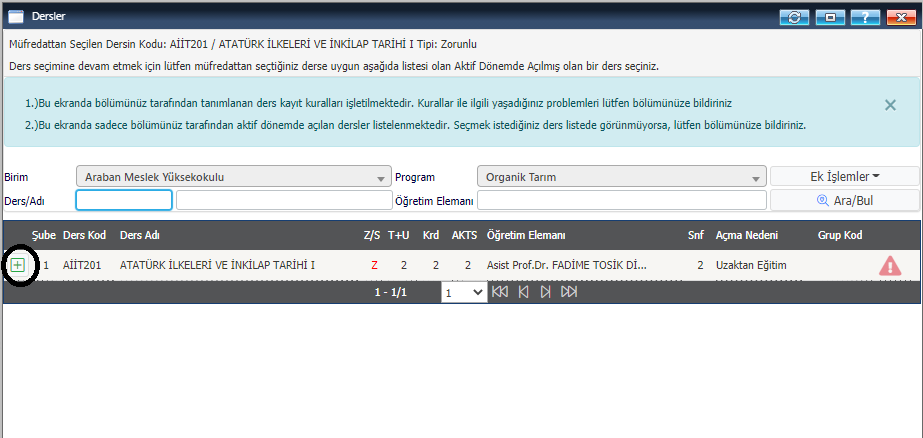 Dersler
Müfredattan Seçilen Dersin Kodu: AİİT201 / ATATÜRK İLKELERİ VE İNKİLAP TARİHİ I Tipi: Zorunlu
Ders seçimine devam etmek için lütfen müfredattan seçtiğiniz derse uygun aşağıda listesi olan Aktif Dönemde Açılmış olan bir ders seçiniz.
1.)Bu ekranda bölümünüz tarafından tanımlanan ders kayıt kuralları işletilmektedir. Kurallar ile ilgili yaşadığınız problemleri lütfen bölümünüze bildiriniz
2.)Bu ekranda sadece bölümünüz tarafından aktif dönemde açılan dersler listelenmektedir. Seçmek istediğiniz ders listede görünmüyorsa, lütfen bölümünüze bildiriniz.
Birim Araban Meslek Yüksekokulu Program Organik Tarım Ek İşlemler
Ders/Adı Öğretim Elemanı Ara/Bul
Şube Ders Kod Ders Adı Z/S T+U Krd AKTS Öğretim Elemanı Snf Açma Nedeni Grup Kod
1 AİİT201 ATATÜRK İLKELERİ VE İNKİLAP TARİHİ I Z 2 2 2 Asist Prof.Dr. FADİME TOSİK Dİ... 2 Uzaktan Eğitim
1 - 1/1 1